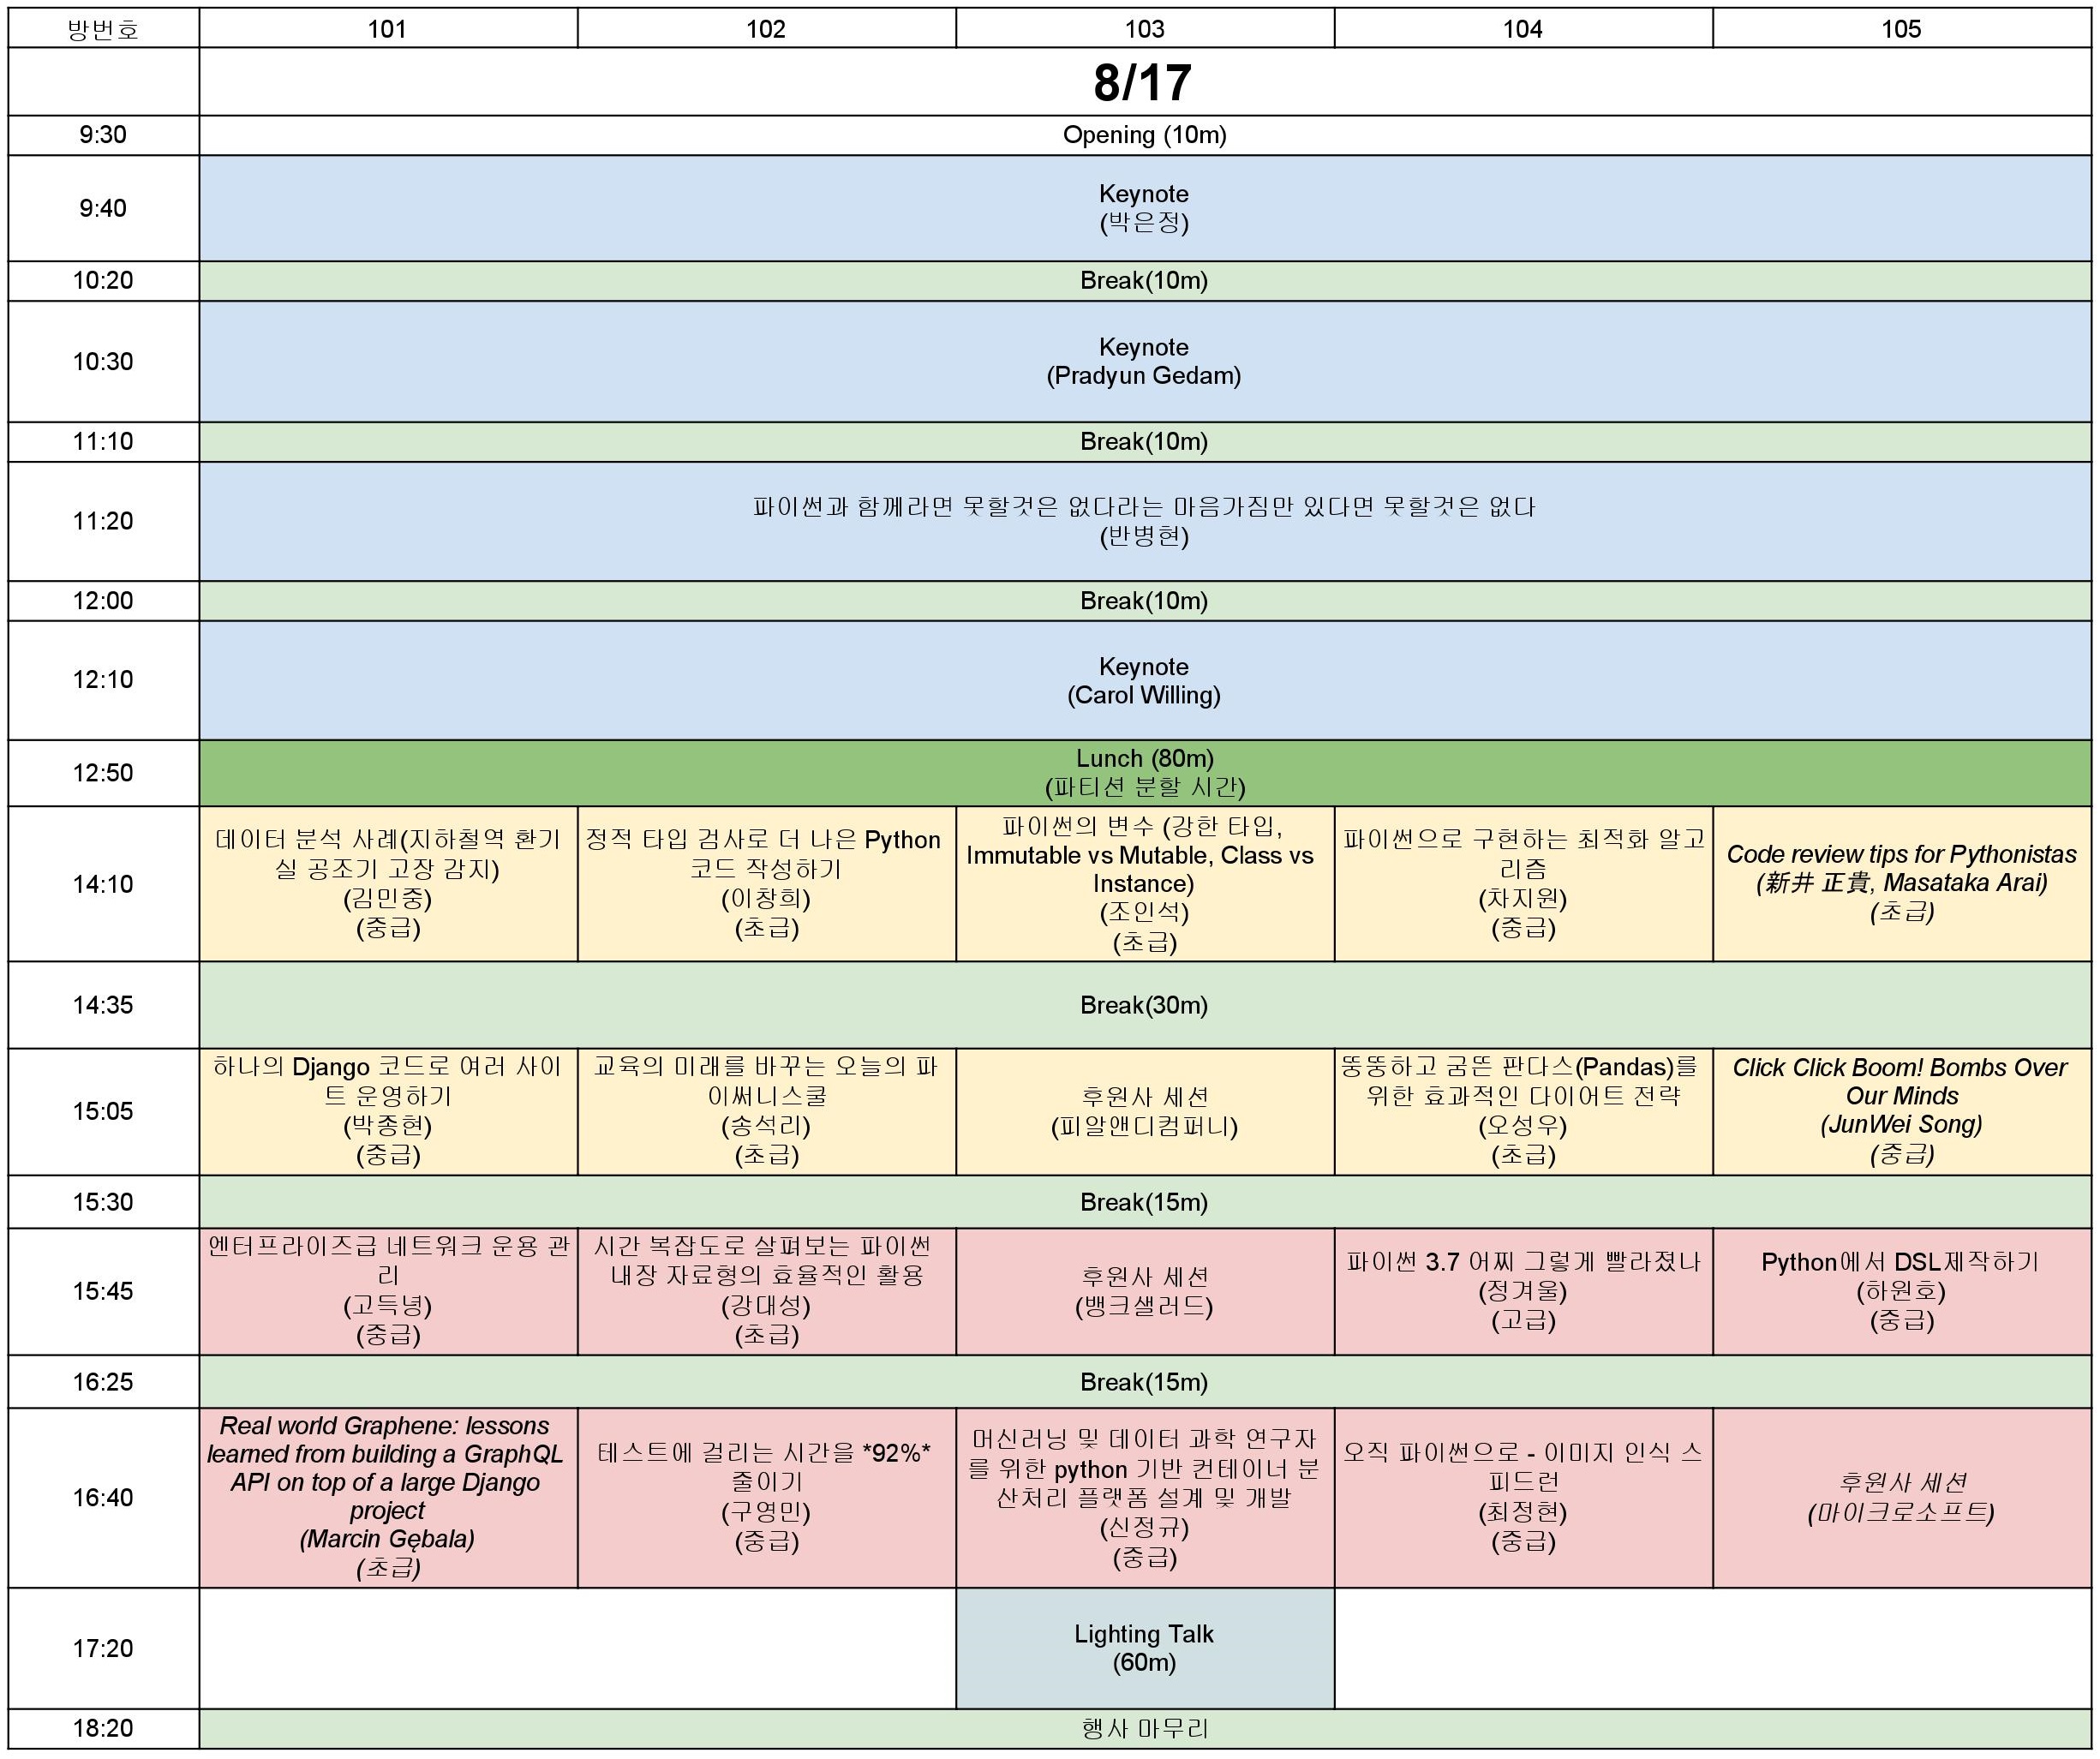 방번호 101 102 103 104 105
8/17
9:30 Opening (10m)
9:40
Keynote
(박은정)
10:20 Break(10m)
10:30
Keynote
(Pradyun Gedam)
11:10 Break(10m)
11:20
파이썬과 함께라면 못할것은 없다라는 마음가짐만 있다면 못할것은 없다
(반병현)
12:00 Break(10m)
12:10
Keynote
(Carol Willing)
12:50
Lunch (80m)
(파티션 분할 시간)
14:10
데이터 분석 사례(지하철역 환기
실 공조기 고장 감지)
(김민중)
(중급)
정적 타입 검사로 더 나은 Python
코드 작성하기
(이창희)
(초급)
파이썬의 변수 (강한 타입,
Immutable vs Mutable, Class vs
Instance)
(조인석)
(초급)
파이썬으로 구현하는 최적화 알고
리즘
(차지원)
(중급)
Code review tips for Pythonistas
(新井 正貴, Masataka Arai)
(초급)
14:35 Break(30m)
15:05
하나의 Django 코드로 여러 사이
트 운영하기
(박종현)
(중급)
교육의 미래를 바꾸는 오늘의 파
이써니스쿨
(송석리)
(초급)
후원사 세션
(피알앤디컴퍼니)
뚱뚱하고 굼뜬 판다스(Pandas)를
위한 효과적인 다이어트 전략
(오성우)
(초급)
Click Click Boom! Bombs Over
Our Minds
(JunWei Song)
(중급)
15:30 Break(15m)
15:45
엔터프라이즈급 네트워크 운용 관
리
(고득녕)
(중급)
시간 복잡도로 살펴보는 파이썬
내장 자료형의 효율적인 활용
(강대성)
(초급)
후원사 세션
(뱅크샐러드)
파이썬 3.7 어찌 그렇게 빨라졌나
(정겨울)
(고급)
Python에서 DSL제작하기
(하원호)
(중급)
16:25 Break(15m)
16:40
Real world Graphene: lessons
learned from building a GraphQL
API on top of a large Django
project
(Marcin Gębala)
(초급)
테스트에 걸리는 시간을 *92%*
줄이기
(구영민)
(중급)
머신러닝 및 데이터 과학 연구자
를 위한 python 기반 컨테이너 분
산처리 플랫폼 설계 및 개발
(신정규)
(중급)
오직 파이썬으로 - 이미지 인식 스
피드런
(최정현)
(중급)
후원사 세션
(마이크로소프트)
17:20
Lighting Talk
(60m)
18:20 행사 마무리